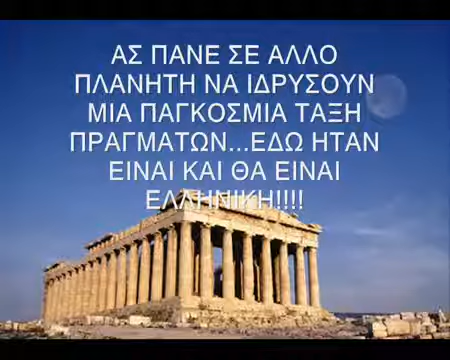 ΑΣ ΠΑΝΕ ΣΕ ΑΛΛΟ
ΠΛΑΝΗΤΗ ΝΑ ΙΔΡΥΣΟΥΝ
ΜΙΑ ΠΑΓΚΟΣΜΙΑ ΤΑΞΗ
ΠΡΑΓΜΑΤΩΝ...ΕΔΩ ΗΤΑΝ
ΕΙΝΑΙ ΚΑΙ ΘΑ ΕΙΝΑΙ
ΕΛΛΗΝΙΚΗ!!!!